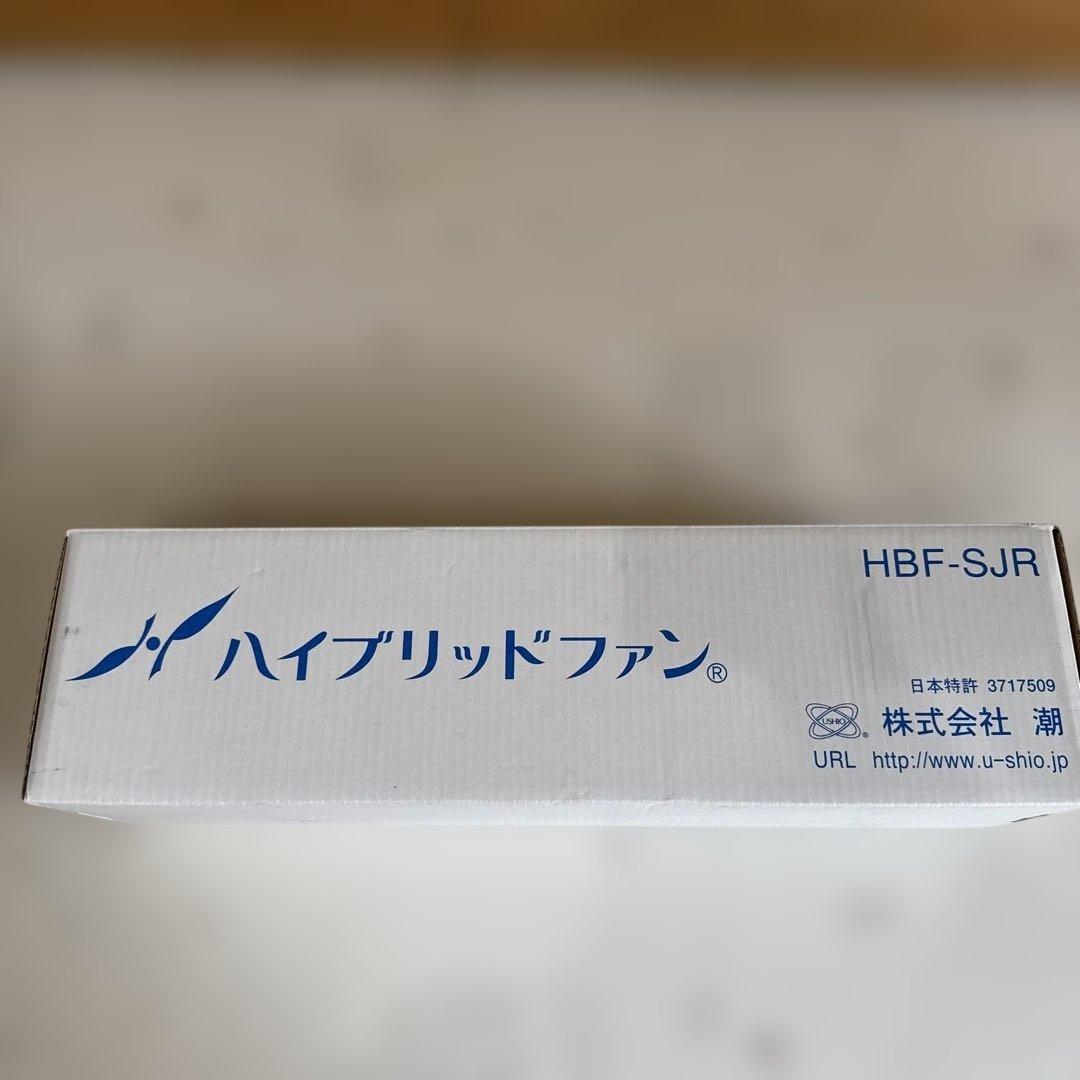 HBF-SJR
ハイブリッドファン®
日本特許 3717509
USHIO® 株式会社 潮
URL http://www.u-shio.jp